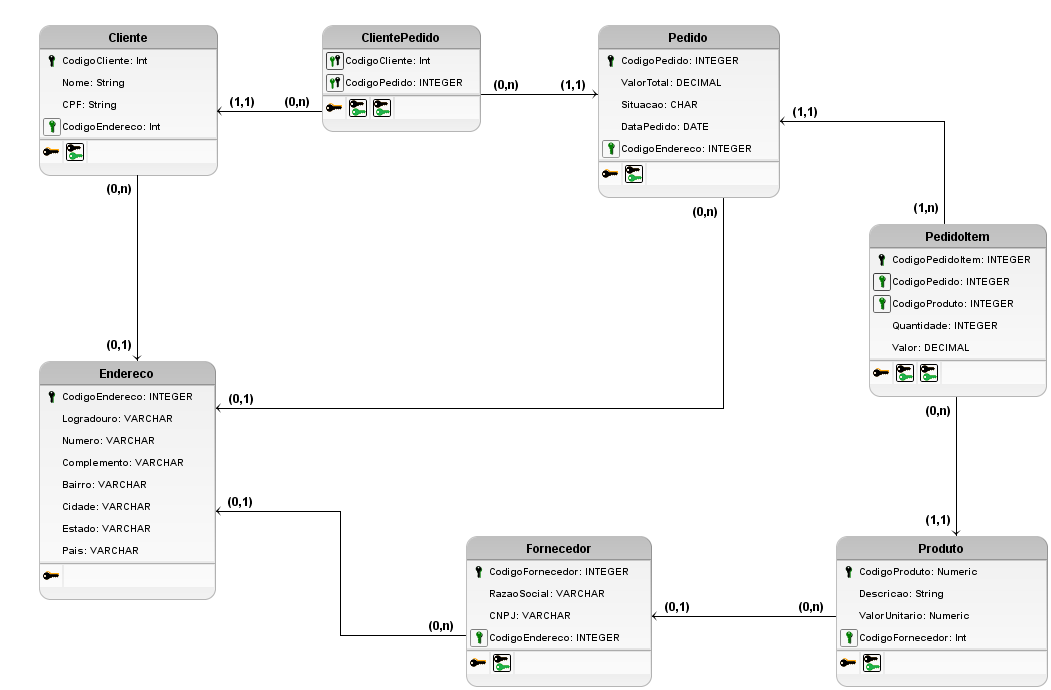 Cliente
CodigoCliente: Int
Nome: String
CPF: String
CodigoEndereco: Int
ClientePedido
CodigoCliente: Int
CodigoPedido: INTEGER
Pedido
CodigoPedido: INTEGER
ValorTotal: DECIMAL
Situacao: CHAR
DataPedido: DATE
CodigoEndereco: INTEGER
(1,1)
(0,n)
(0,n)
(1,1)
(1,1)
(1,n)
(0,n)
(0,1)
(0,n)
(0,1)
PedidoItem
CodigoPedidoItem: INTEGER
CodigoPedido: INTEGER
CodigoProduto: INTEGER
Quantidade: INTEGER
Valor: DECIMAL
(0,n)
(1,1)
Endereco
CodigoEndereco: INTEGER
Logradouro: VARCHAR
Numero: VARCHAR
Complemento: VARCHAR
Bairro: VARCHAR
Cidade: VARCHAR
Estado: VARCHAR
Pais: VARCHAR
(0,1)
(0,n)
Fornecedor
CodigoFornecedor: INTEGER
RazaoSocial: VARCHAR
CNPJ: VARCHAR
CodigoEndereco: INTEGER
(0,1)
(0,n)
Produto
CodigoProduto: Numeric
Descricao: String
ValorUnitario: Numeric
CodigoFornecedor: Int